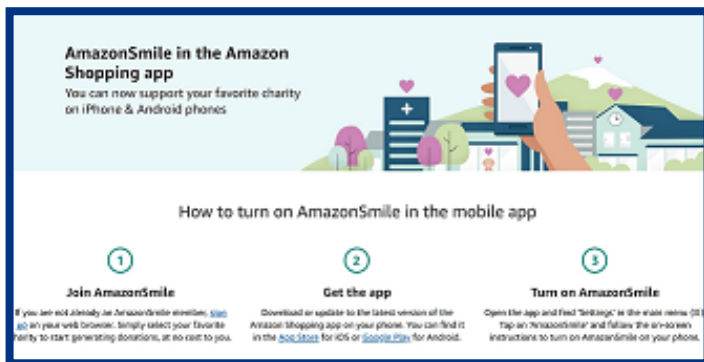 AmazonSmile in the Amazon
Shopping app
You can now support your favorite charity
on iPhone & Android phones
How to turn on AmazonSmile in the mobile app
1
2
3
Join AmazonSmile
Get the app
Turn on AmazonSmile
If you are not already an AmazonSmile member, sign
up on your web browser. Simply select your favorite
charity to start generating donations, at no cost to you.
Download or update to the latest version of the
Amazon Shopping app on your phone. You can find it
in the App Store for iOS or Google Play for Android.
Open the app and find 'Settings' in the main menu (☰)
Tap on 'AmazonSmile' and follow the on-screen
instructions to turn on AmazonSmile on your phone.